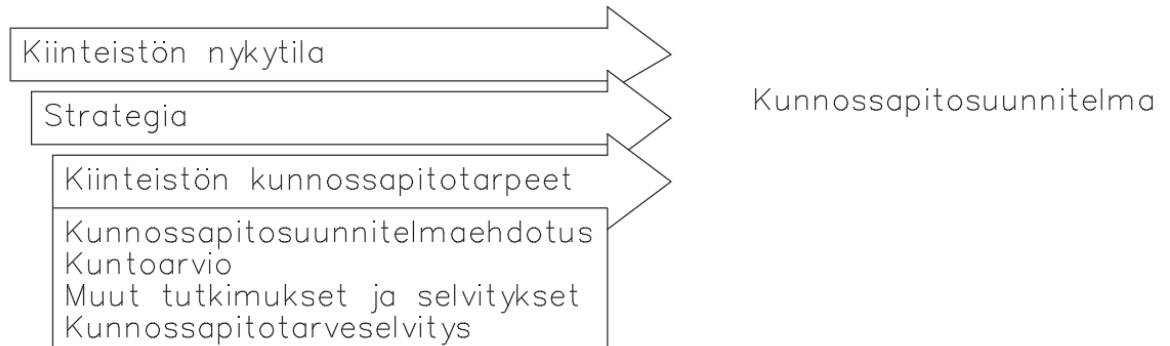 Kiinteistön nykytila
Strategia
Kunnossapitosuunnitelma
Kiinteistön kunnossapitotarpeet
Kunnossapitosuunnitelmaehdotus
Kuntoarvio
Muut tutkimukset ja selvitykset
Kunnossapitotarveselvitys